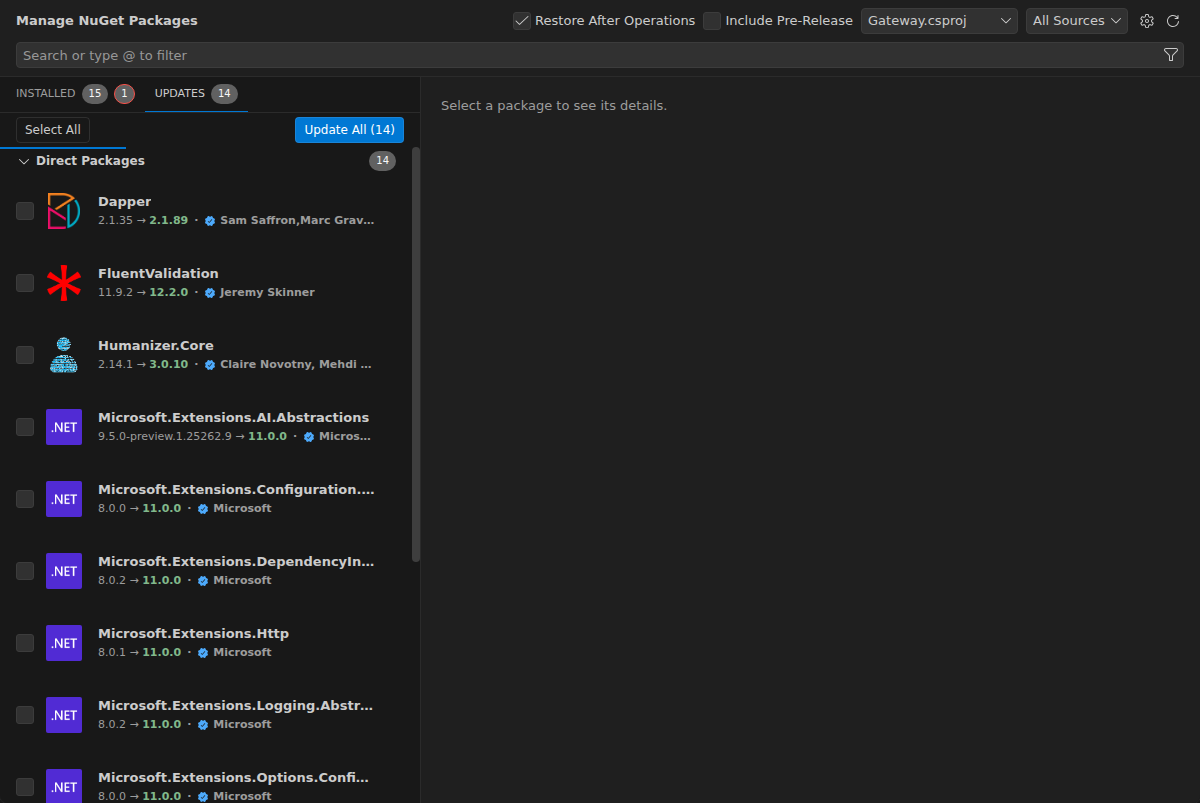 Manage NuGet Packages
Restore After Operations
Include Pre-Release
Gateway.csproj
All Sources
Search or type @ to filter
INSTALLED 15 1 UPDATES 14
Select a package to see its details.
Select All
Update All (14)
Direct Packages 14
Dapper
2.1.35 → 2.1.89 · Sam Saffron,Marc Grav...
FluentValidation
11.9.2 → 12.2.0 · Jeremy Skinner
Humanizer.Core
2.14.1 → 3.0.10 · Claire Novotny, Mehdi ...
.NET
Microsoft.Extensions.AI.Abstractions
9.5.0-preview.1.25262.9 → 11.0.0 · Micros...
.NET
Microsoft.Extensions.Configuration....
8.0.0 → 11.0.0 · Microsoft
.NET
Microsoft.Extensions.DependencyIn...
8.0.2 → 11.0.0 · Microsoft
.NET
Microsoft.Extensions.Http
8.0.1 → 11.0.0 · Microsoft
.NET
Microsoft.Extensions.Logging.Abstr...
8.0.2 → 11.0.0 · Microsoft
.NET
Microsoft.Extensions.Options.Confi...
8.0.0 → 11.0.0 · Microsoft